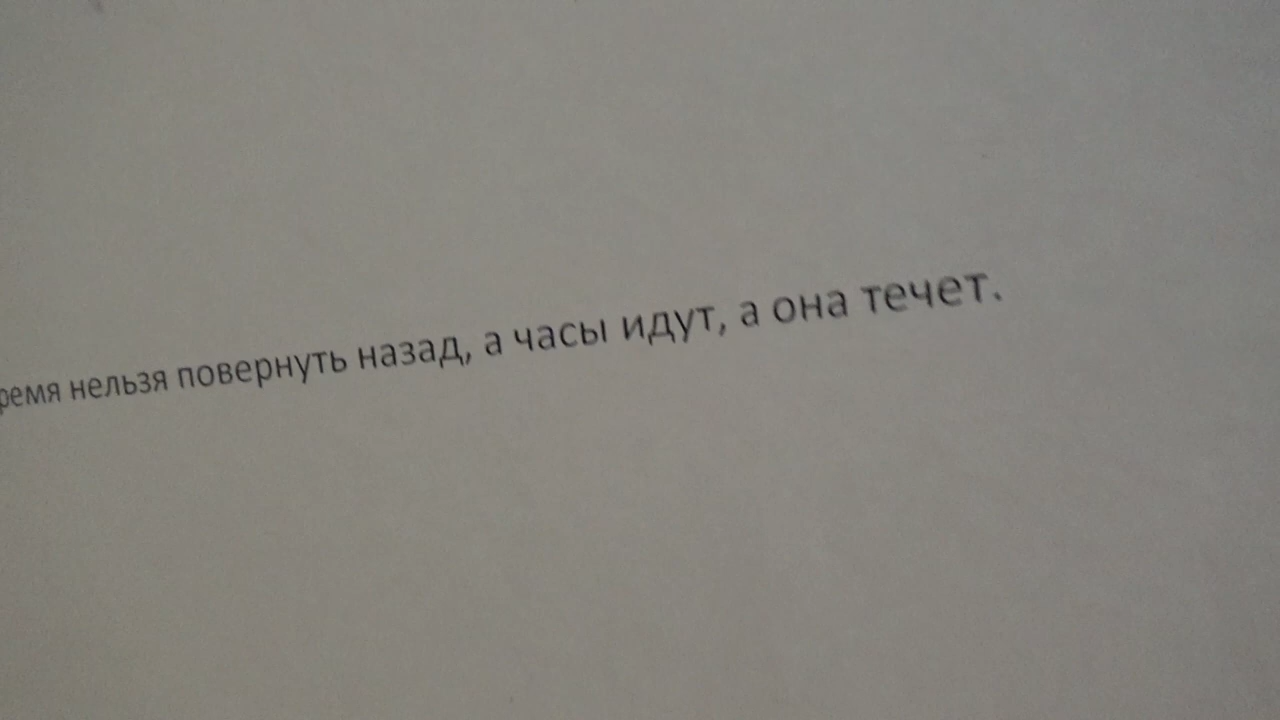 ремя нельзя повернуть назад, а часы идут, а она течет.